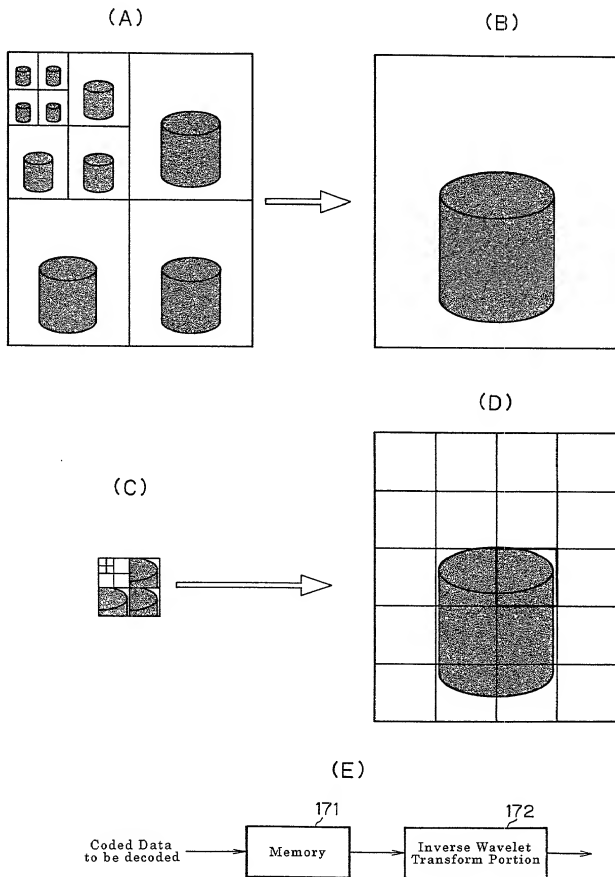 (A)
(B)
(C)
(D)
(E)
171
172
Coded Data
to be decoded
Memory
Inverse Wavelet
Transform Portion